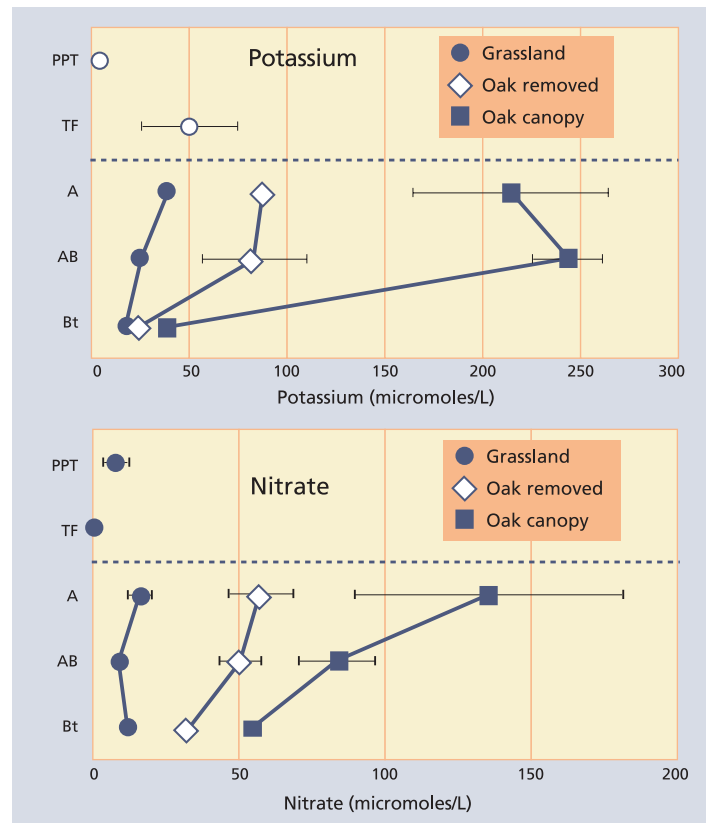 Potassium
Grassland
Oak removed
Oak canopy
PPT
TF
A
AB
Bt
0 50 100 150 200 250 300
Potassium (micromoles/L)
Nitrate
Grassland
Oak removed
Oak canopy
PPT
TF
A
AB
Bt
0 50 100 150 200
Nitrate (micromoles/L)